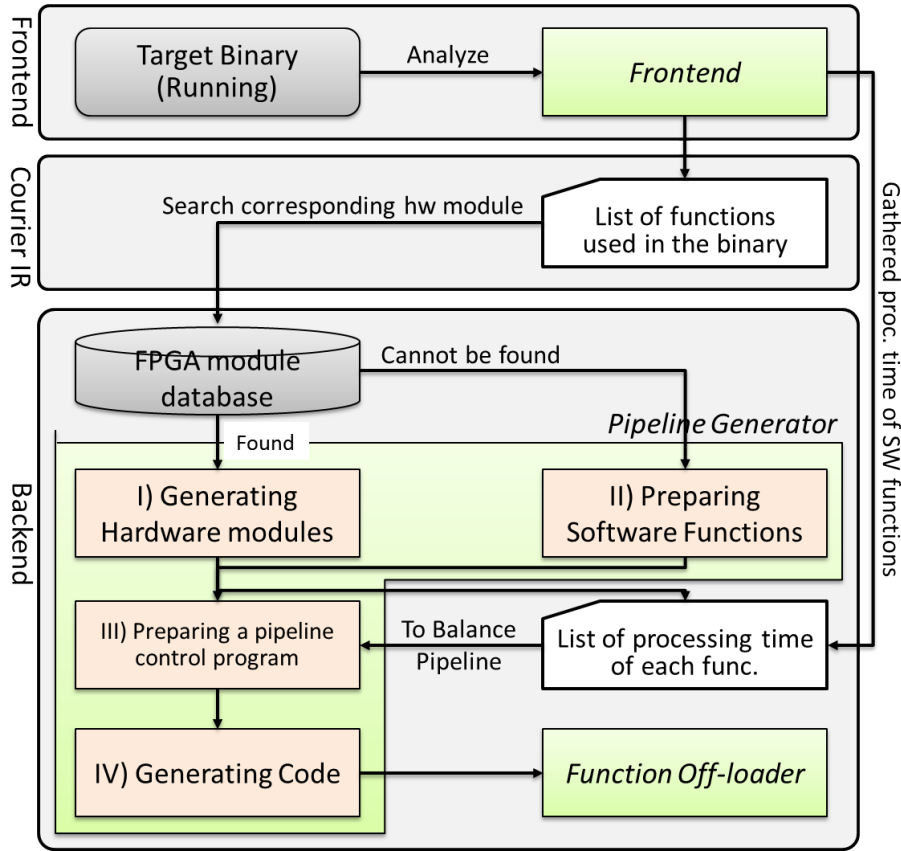 Frontend
Target Binary
(Running)
Analyze
Frontend
Courier IR
Search corresponding hw module
List of functions
used in the binary
Gathered proc. time of SW functions
Backend
FPGA module
database
Cannot be found
Found
Pipeline Generator
I) Generating
Hardware modules
II) Preparing
Software Functions
III) Preparing a pipeline
control program
To Balance
Pipeline
List of processing time
of each func.
IV) Generating Code
Function Off-loader